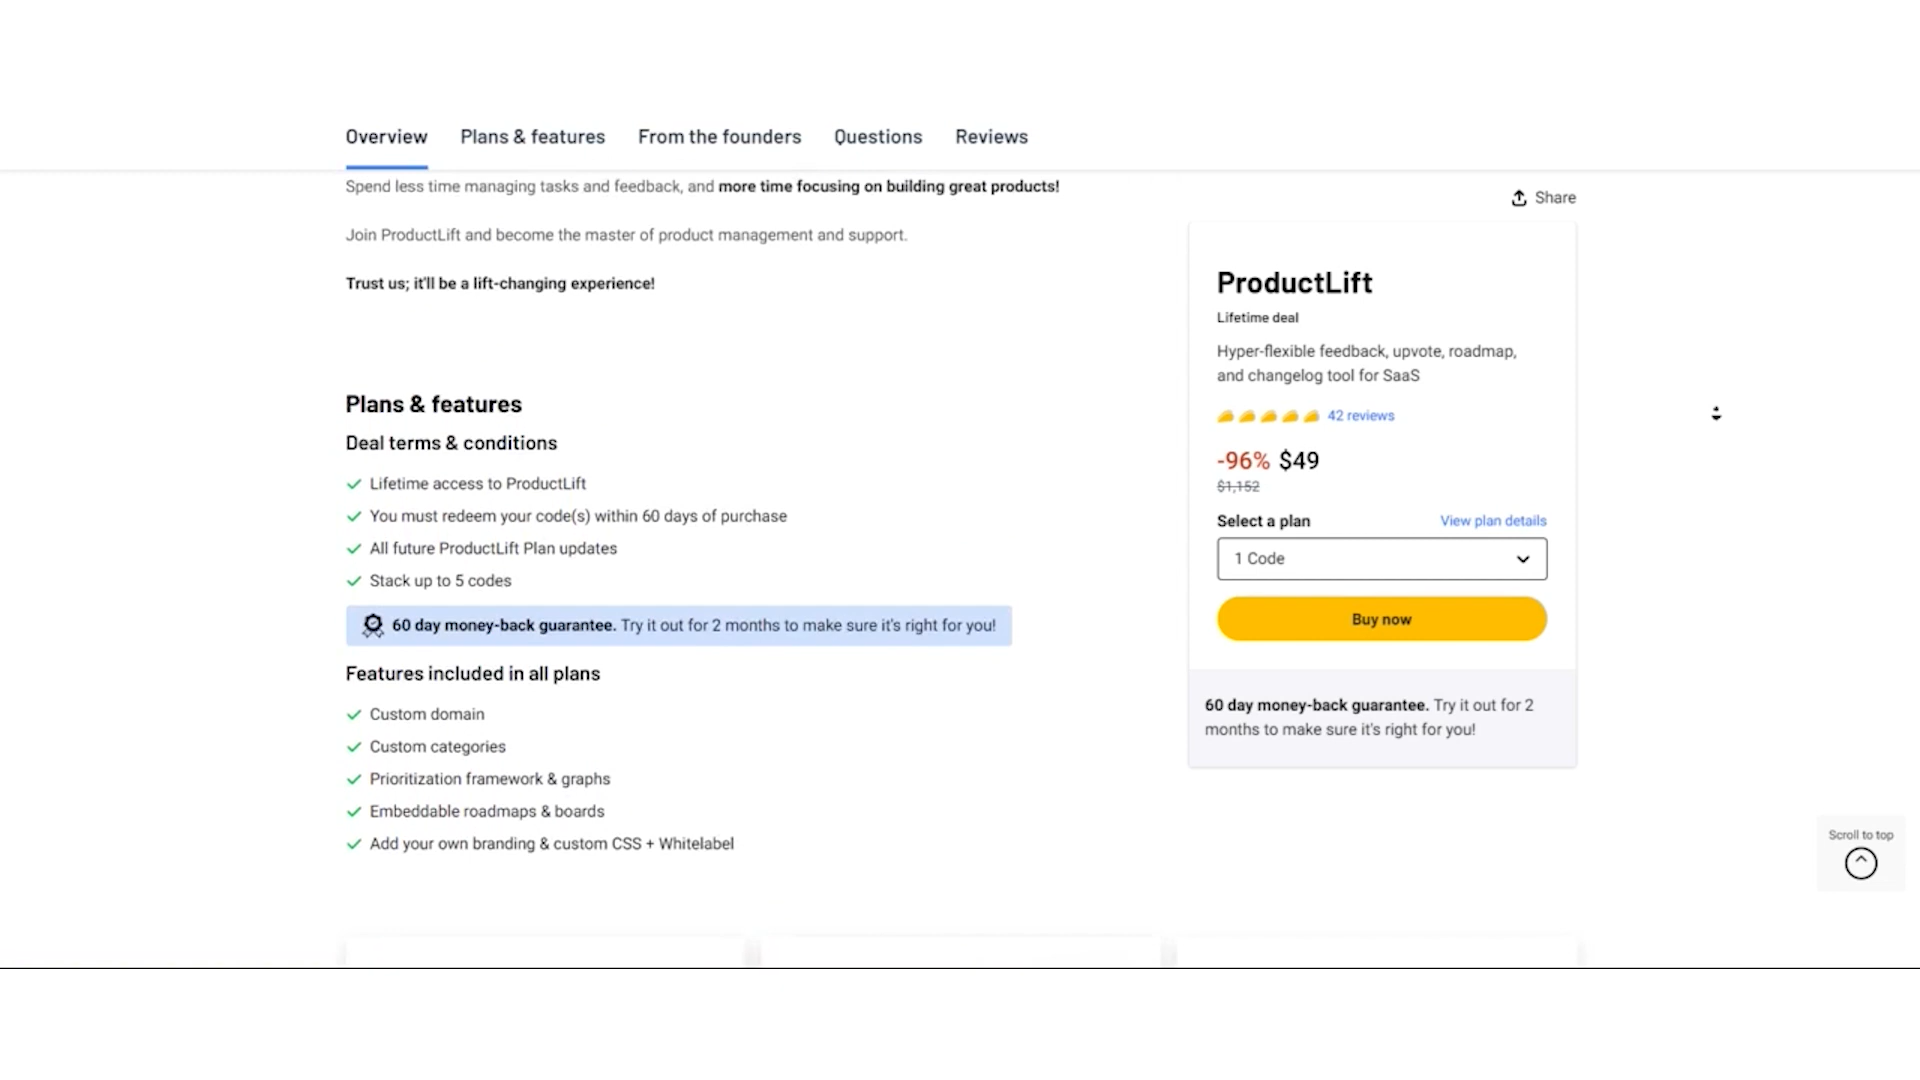 Overview Plans & features From the founders Questions Reviews
Spend less time managing tasks and feedback, and more time focusing on building great products!
Join ProductLift and become the master of product management and support.
Trust us; it'll be a lift-changing experience!
Plans & features
Deal terms & conditions
Lifetime access to ProductLift
You must redeem your code(s) within 60 days of purchase
All future ProductLift Plan updates
Stack up to 5 codes
60 day money-back guarantee. Try it out for 2 months to make sure it's right for you!
Features included in all plans
Custom domain
Custom categories
Prioritization framework & graphs
Embeddable roadmaps & boards
Add your own branding & custom CSS + Whitelabel
Share
ProductLift
Lifetime deal
Hyper-flexible feedback, upvote, roadmap,
and changelog tool for SaaS
42 reviews
-96% $49
$1,152
Select a plan View plan details
1 Code
Buy now
60 day money-back guarantee. Try it out for 2
months to make sure it's right for you!
Scroll to top